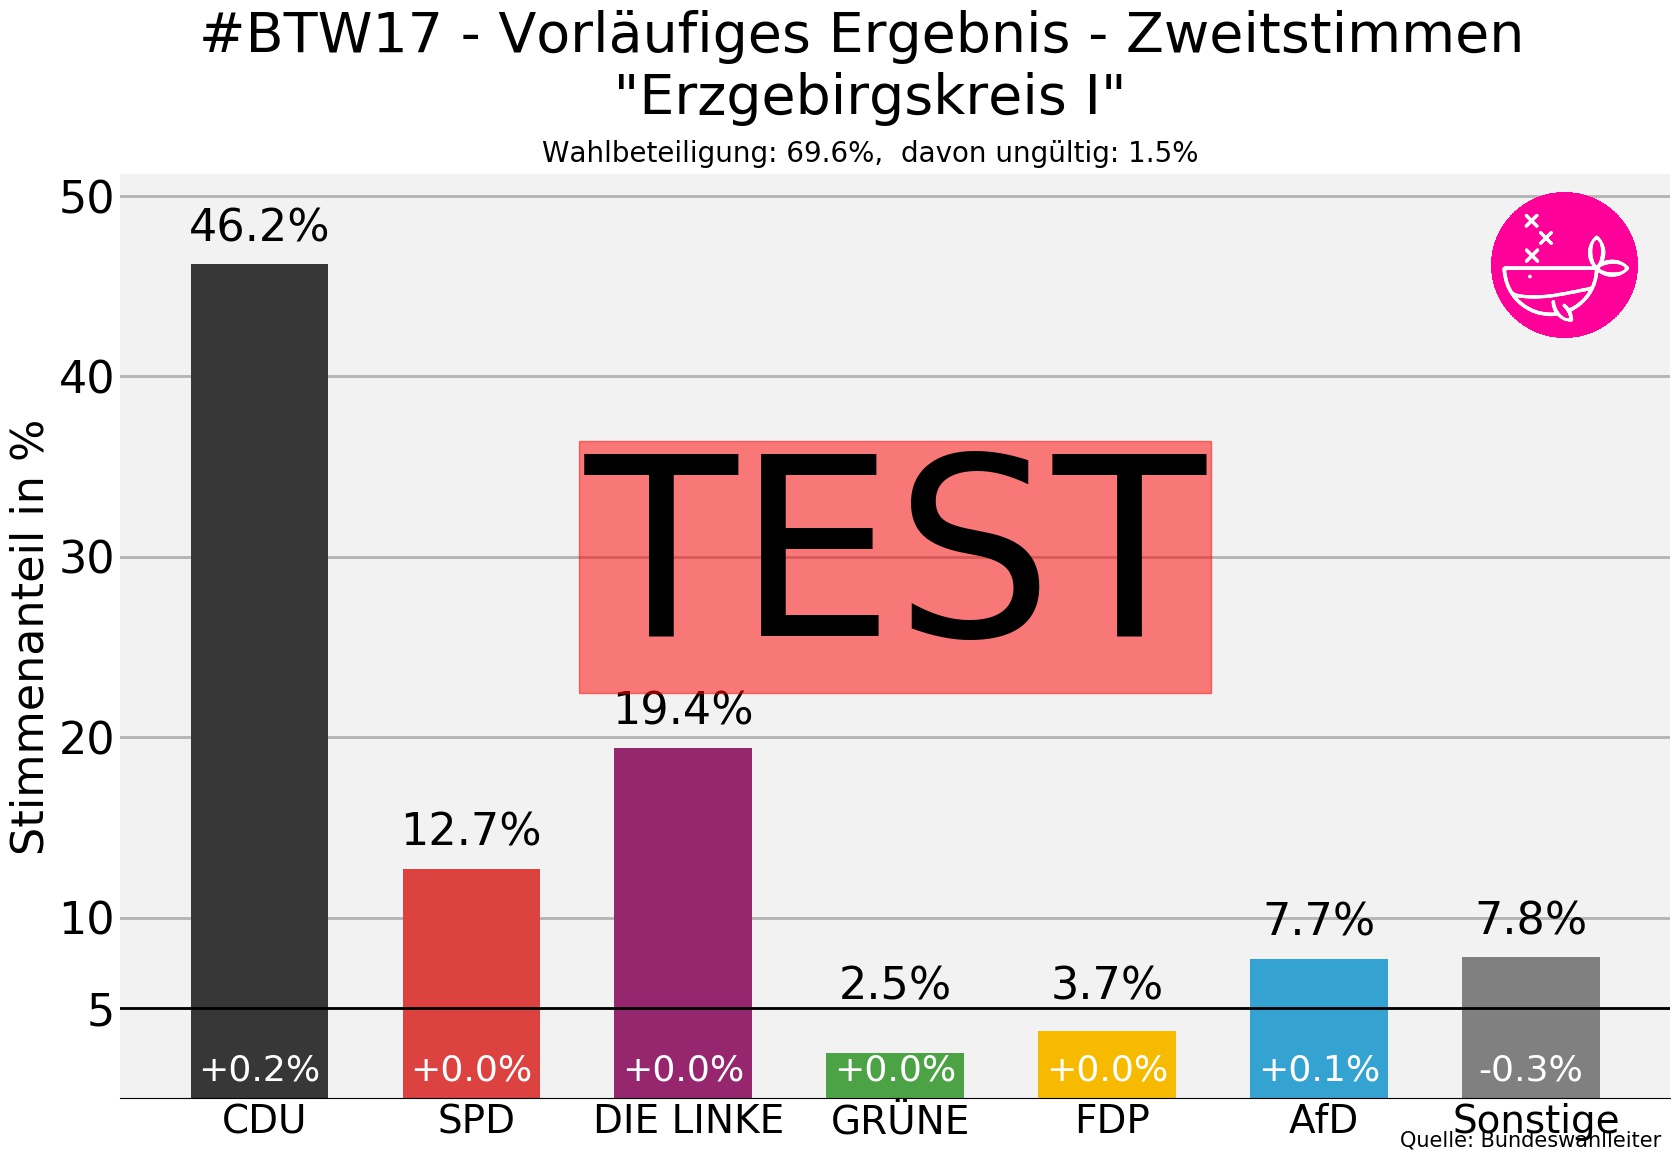 #BTW17 - Vorläufiges Ergebnis - Zweitstimmen
"Erzgebirgskreis I"
Wahlbeteiligung: 69.6%,  davon ungültig: 1.5%
Stimmenanteil in %
50
40
30
20
10
5
46.2%
12.7%
19.4%
2.5%
3.7%
7.7%
7.8%
TEST
+0.2%
+0.0%
+0.0%
+0.0%
+0.0%
+0.1%
-0.3%
CDU
SPD
DIE LINKE
GRÜNE
FDP
AfD
Sonstige
Quelle: Bundeswahlleiter